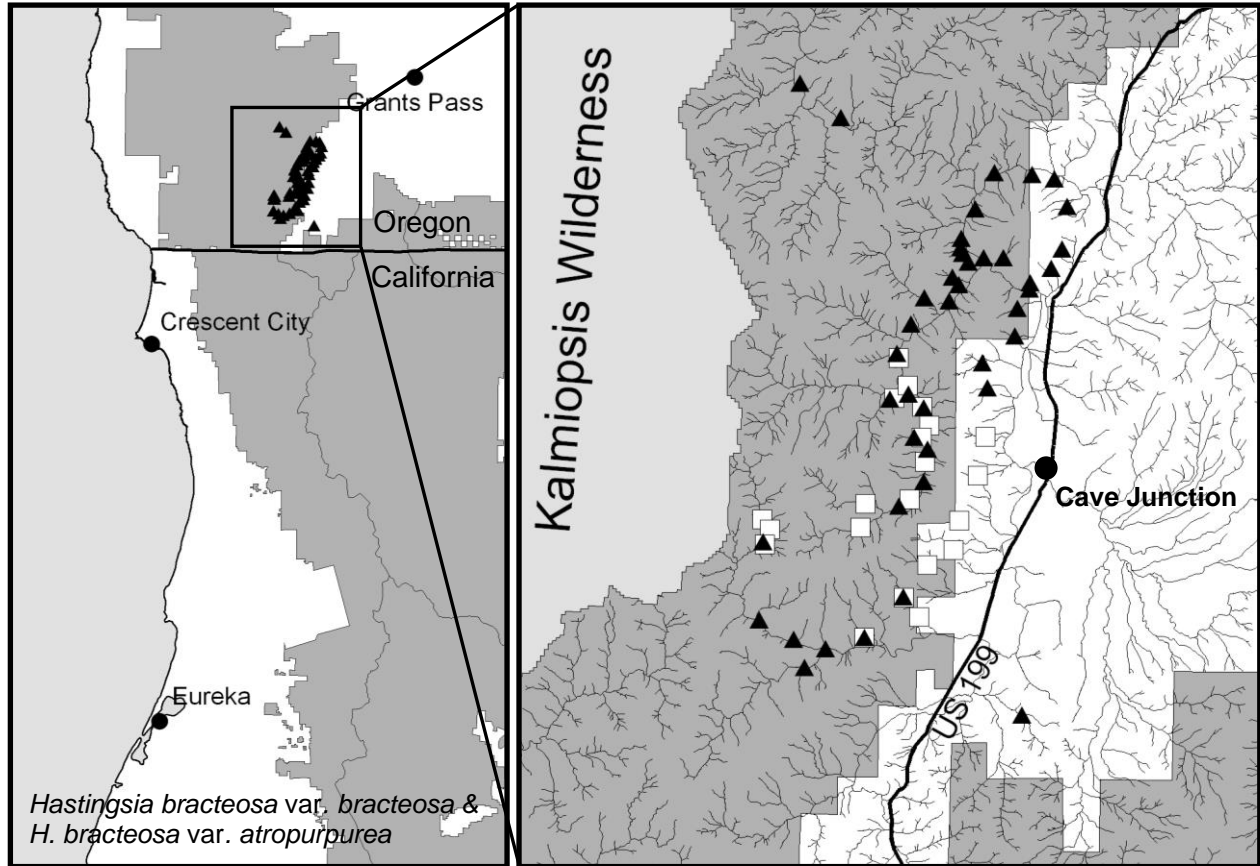 Grants Pass
Oregon
California
Crescent City
Eureka
Hastingsia bracteosa var. bracteosa &
H. bracteosa var. atropurpurea
Kalmiopsis Wilderness
Cave Junction
US 199